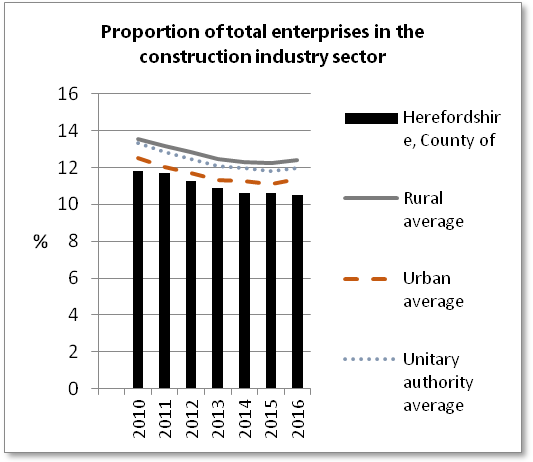 Proportion of total enterprises in the
construction industry sector
16
14
12
10
8
6
4
2
0
%
2010
2011
2012
2013
2014
2015
2016
Herefordshir
e, County of
Rural
average
Urban
average
Unitary
authority
average